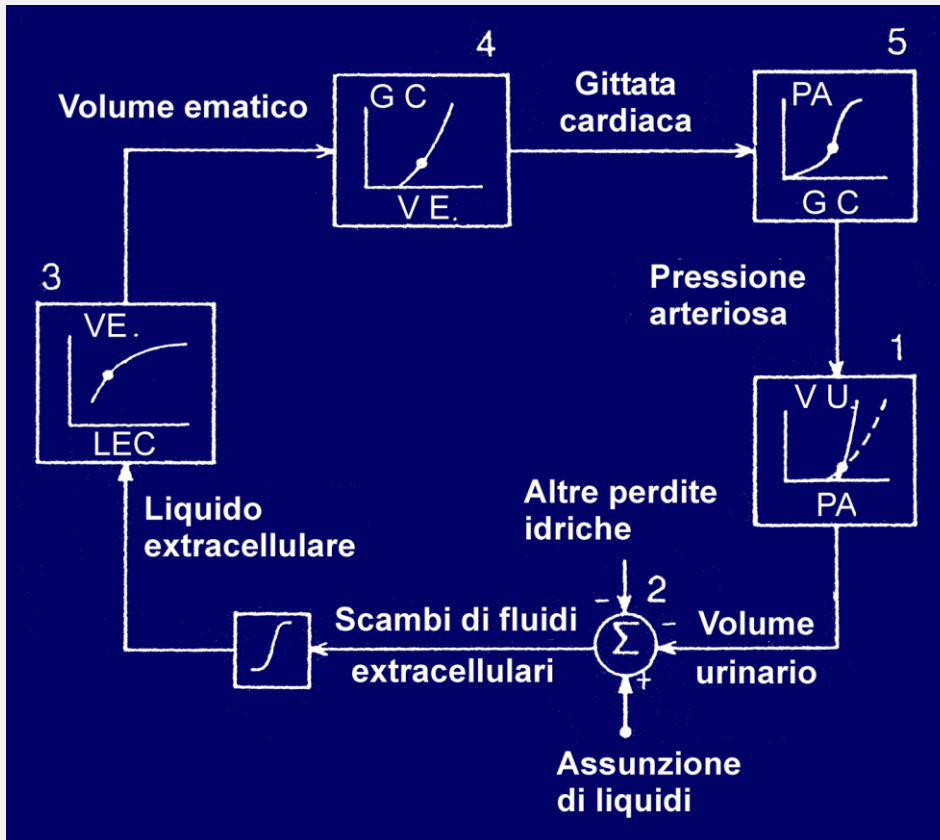 4
G C
V E.
Volume ematico
Gittata
cardiaca
5
PA
G C
Pressione
arteriosa
1
V U.
PA
3
VE.
LEC
Liquido
extracellulare
Altre perdite
idriche
-
2
-
Σ
+
Volume
urinario
Scambi di fluidi
extracellulari
Assunzione
di liquidi